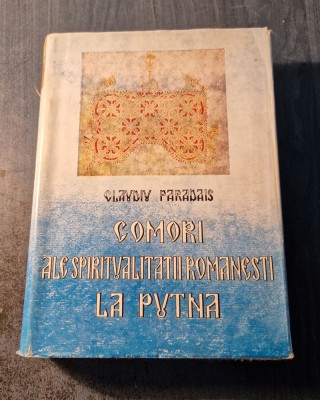 CLAUDIU PARADAIS
COMORI
ALE SPIRITUALITATII ROMANESTI
LA PUTNA